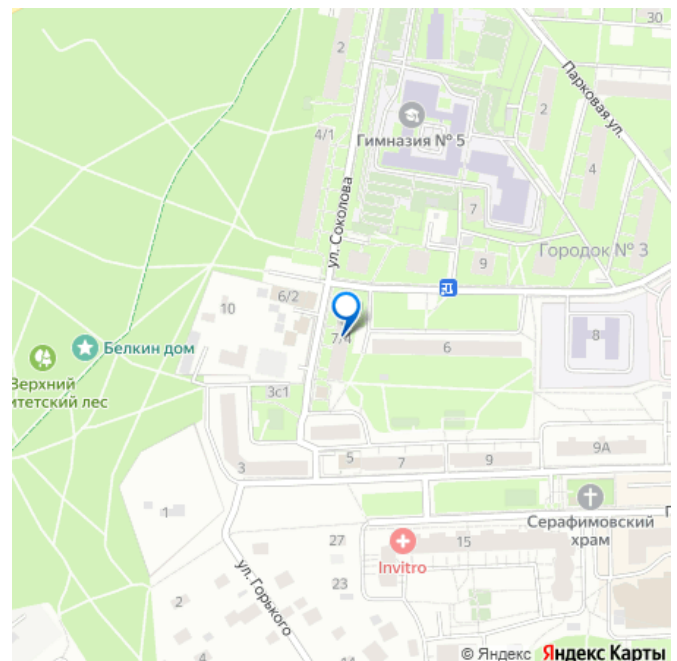 30
2
Парковая ул.
2
4/1
Гимназия № 5
4
ул. Соколова
7
9
Городок № 3
6/2
10
7/4
6
8
Белкин дом
Верхний
итетский лес
3с1
3
5
7
9
9А
1
Серафимовский
храм
П
27
15
Invitro
23
ул. Горького
2
4
© Яндекс Яндекс Карты